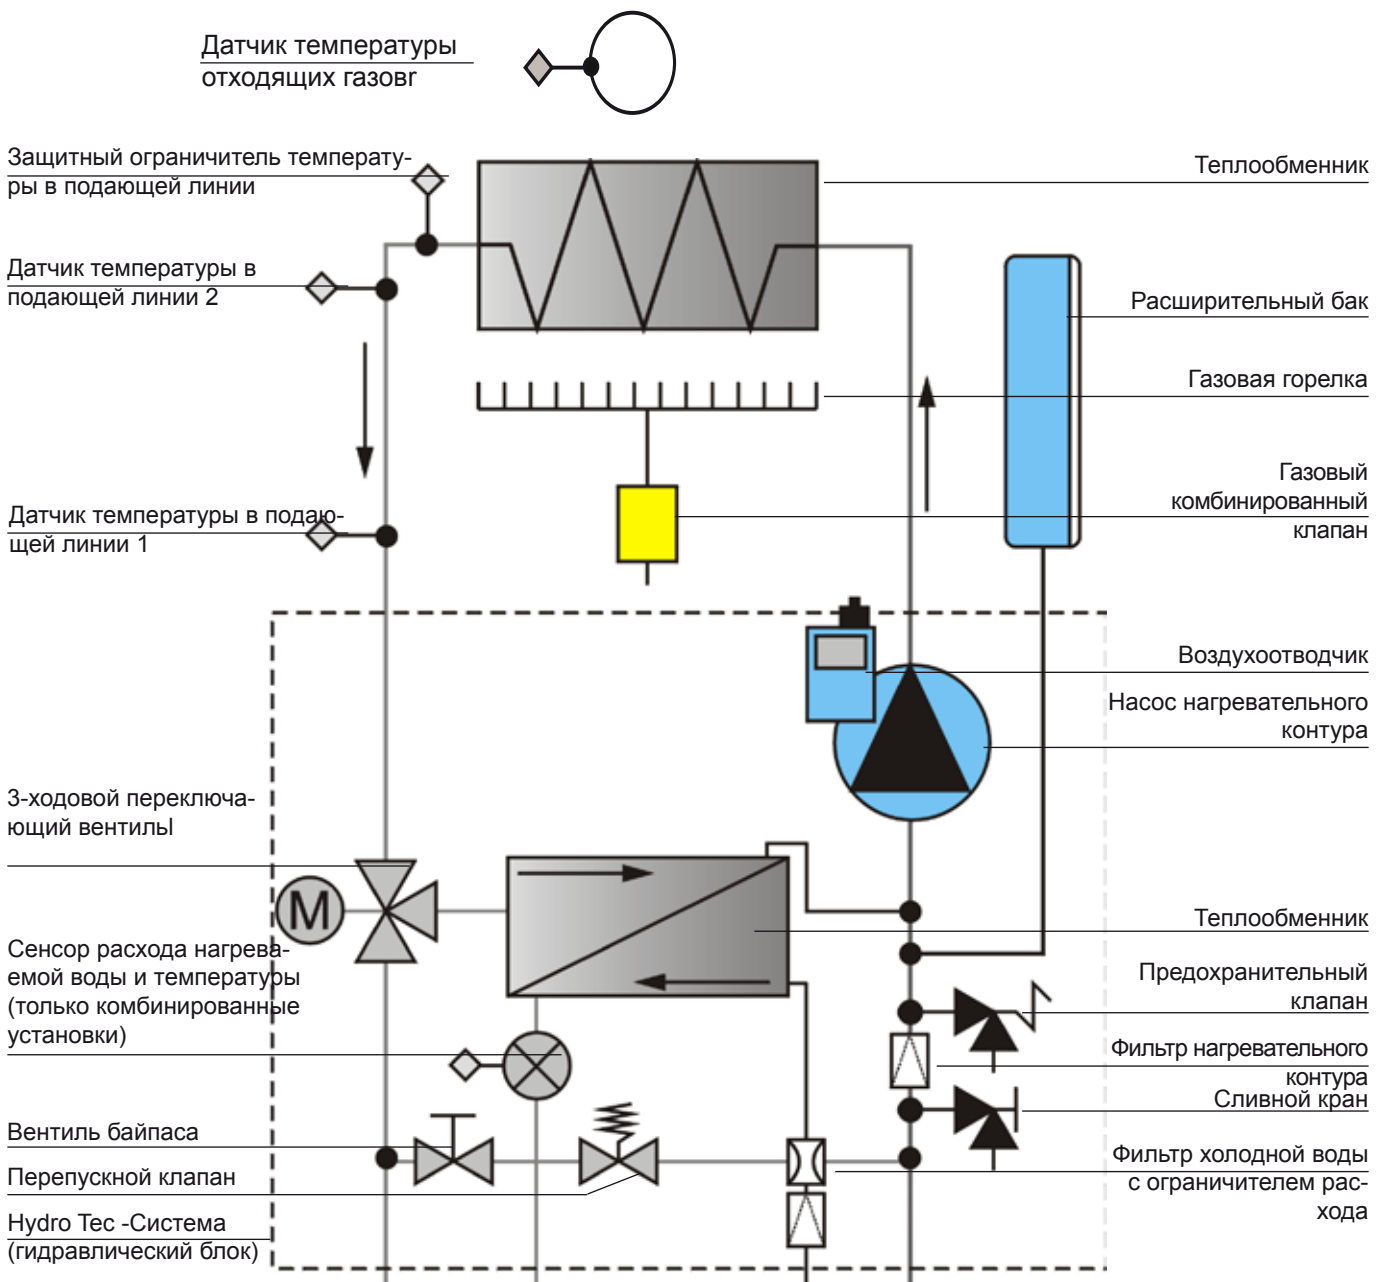 Датчик температуры
отходящих газовr
Защитный ограничитель температу-
ры в подающей линии
Датчик температуры в
подающей линии 2
Датчик температуры в подаю-
щей линии 1
3-ходовой переключа-
ющий вентильl
M
Сенсор расхода нагрева-
емой воды и температуры
(только комбинированные
установки)
Вентиль байпаса
Перепускной клапан
Hydro Tec -Система
(гидравлический блок)
Теплообменник
Расширительный бак
Газовая горелка
Газовый
комбинированный
клапан
Воздухоотводчик
Насос нагревательного
контура
Теплообменник
Предохранительный
клапан
Фильтр нагревательного
контура
Сливной кран
Фильтр холодной воды
с ограничителем рас-
хода